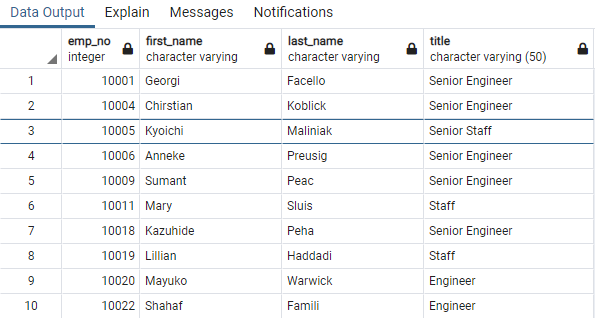 Data Output Explain Messages Notifications
emp_no first_name last_name title
integer character varying character varying character varying (50)
1 10001 Georgi Facello Senior Engineer
2 10004 Chirstian Koblick Senior Engineer
3 10005 Kyoichi Maliniak Senior Staff
4 10006 Anneke Preusig Senior Engineer
5 10009 Sumant Peac Senior Engineer
6 10011 Mary Sluis Staff
7 10018 Kazuhide Peha Senior Engineer
8 10019 Lillian Haddadi Staff
9 10020 Mayuko Warwick Engineer
10 10022 Shahaf Famili Engineer